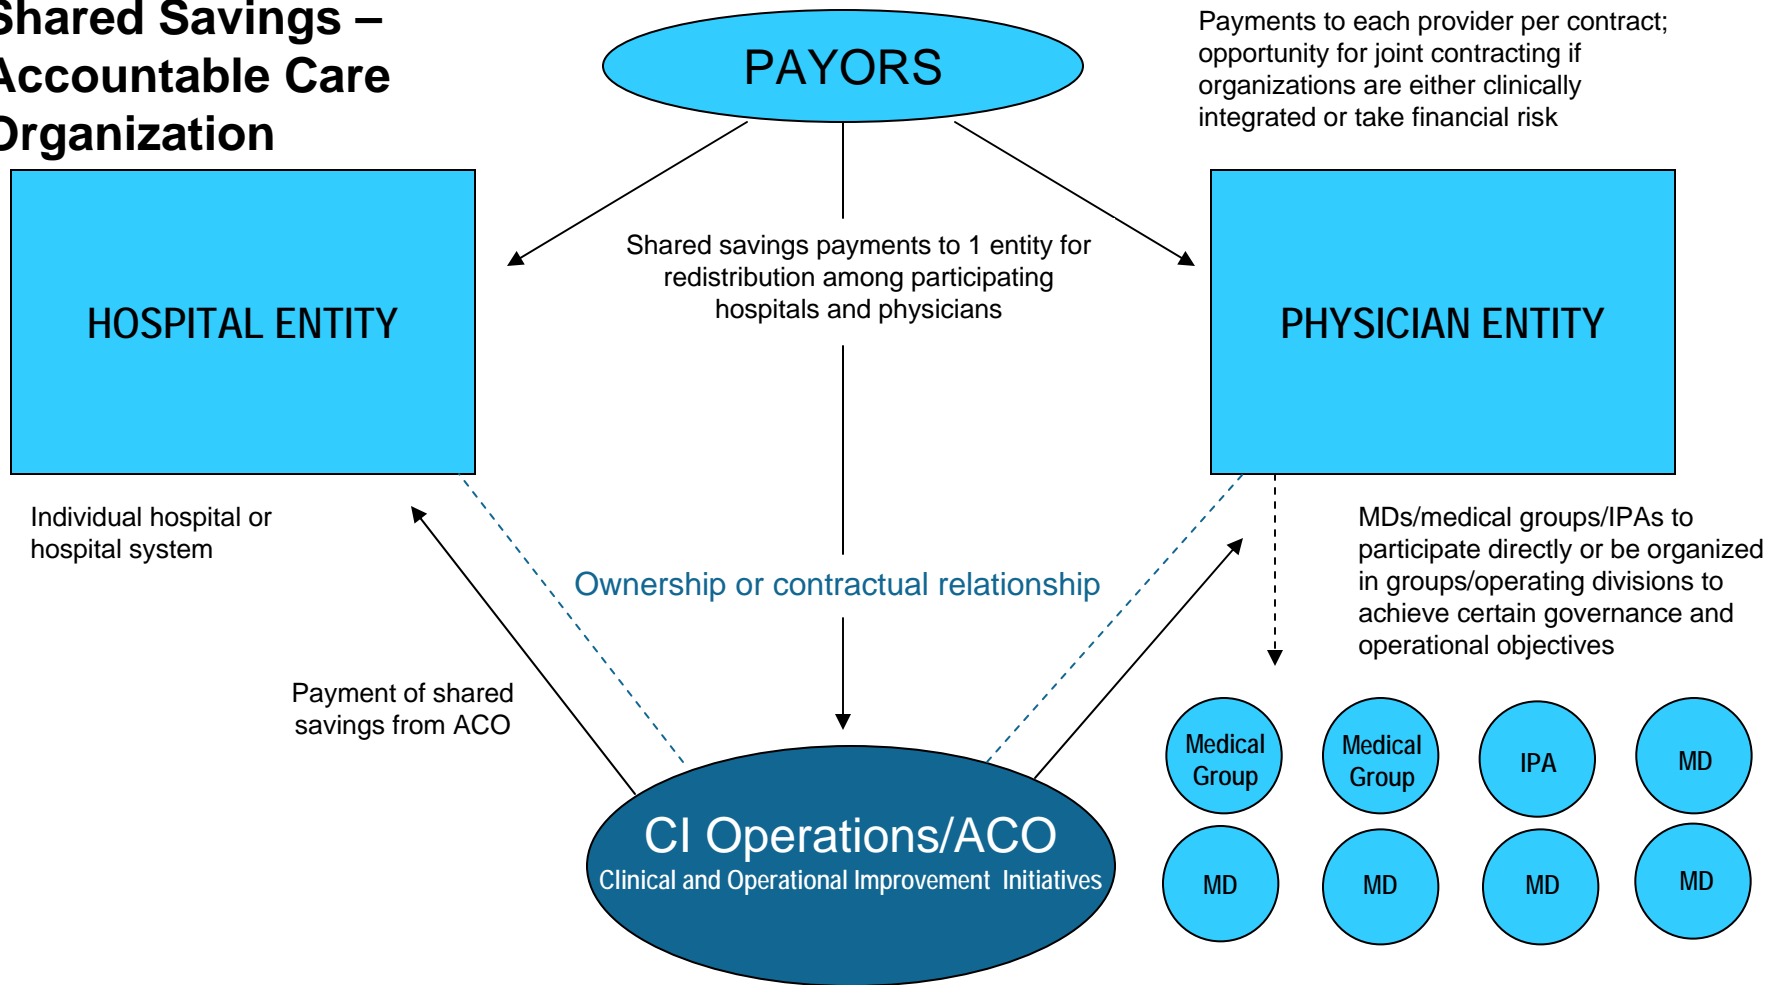 Shared Savings –
Accountable Care
Organization
PAYORS
Payments to each provider per contract;
opportunity for joint contracting if
organizations are either clinically
integrated or take financial risk
HOSPITAL ENTITY
Shared savings payments to 1 entity for
redistribution among participating
hospitals and physicians
PHYSICIAN ENTITY
Individual hospital or
hospital system
Ownership or contractual relationship
MDs/medical groups/IPAs to
participate directly or be organized
in groups/operating divisions to
achieve certain governance and
operational objectives
Payment of shared
savings from ACO
CI Operations/ACO
Clinical and Operational Improvement Initiatives
Medical
Group
Medical
Group
IPA
MD
MD
MD
MD
MD